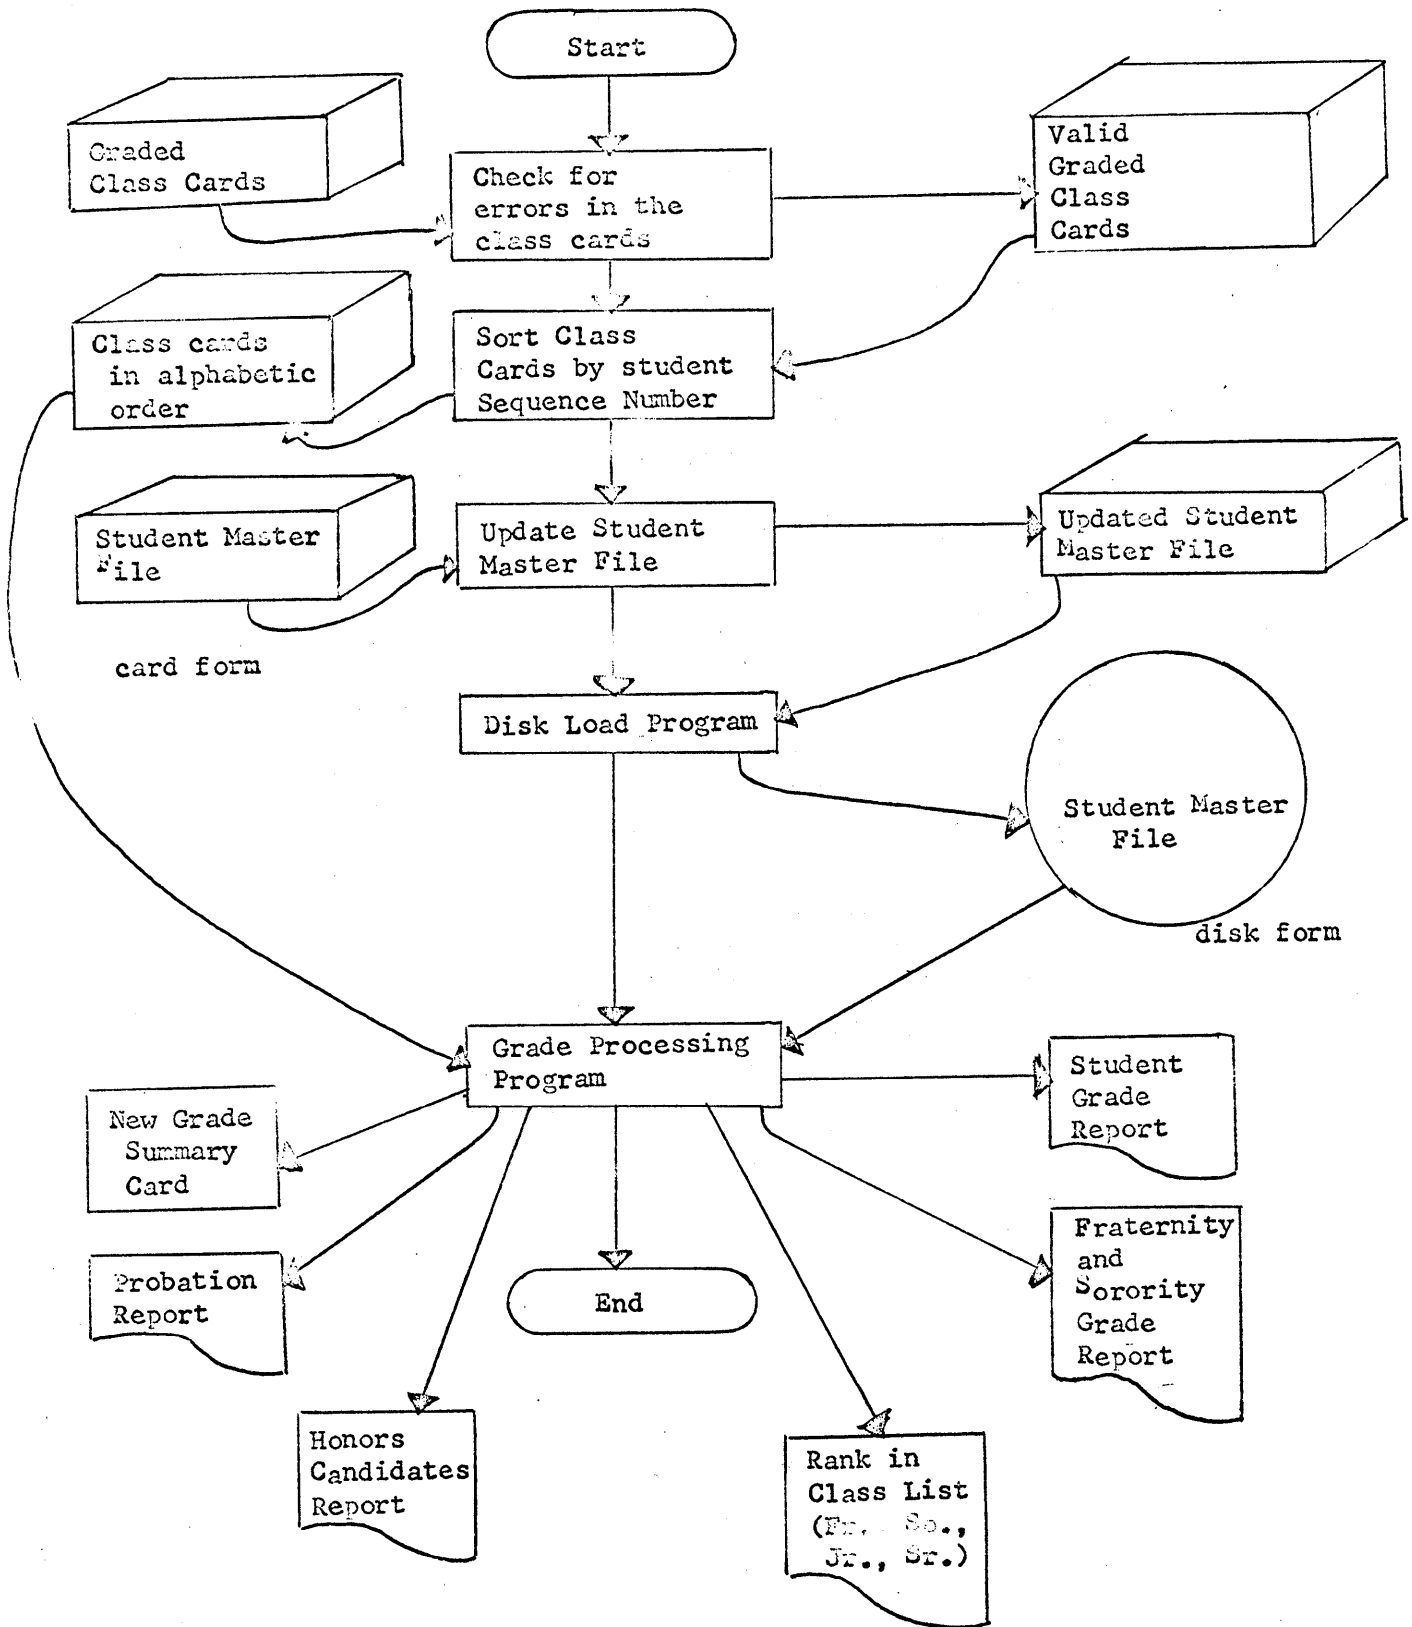 Start
Graded
Class Cards
Check for
errors in the
class cards
Valid
Graded
Class
Cards
Class cards
in alphabetic
order
Sort Class
Cards by student
Sequence Number
Student Master
File
card form
Update Student
Master File
Updated Student
Master File
Disk Load Program
Student Master
File
disk form
Grade Processing
Program
Student
Grade
Report
New Grade
Summary
Card
Fraternity
and
Sorority
Grade
Report
Probation
Report
End
Honors
Candidates
Report
Rank in
Class List
(Fr. So.,
Jr., Sr.)